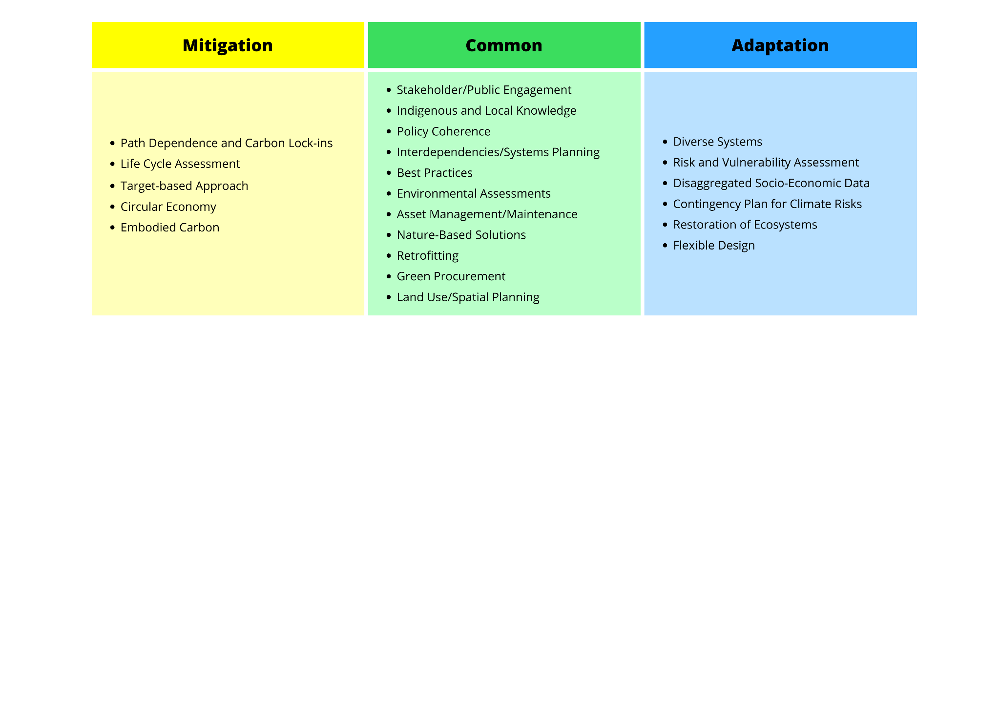 Mitigation
Common
Adaptation
• Path Dependence and Carbon Lock-ins
• Life Cycle Assessment
• Target-based Approach
• Circular Economy
• Embodied Carbon
• Stakeholder/Public Engagement
• Indigenous and Local Knowledge
• Policy Coherence
• Interdependencies/Systems Planning
• Best Practices
• Environmental Assessments
• Asset Management/Maintenance
• Nature-Based Solutions
• Retrofitting
• Green Procurement
• Land Use/Spatial Planning
• Diverse Systems
• Risk and Vulnerability Assessment
• Disaggregated Socio-Economic Data
• Contingency Plan for Climate Risks
• Restoration of Ecosystems
• Flexible Design